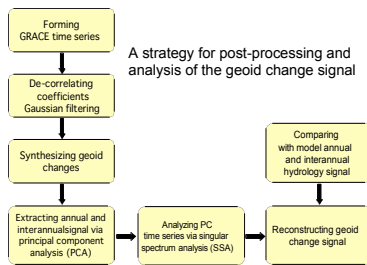 Forming
GRACE time series
A strategy for post-processing and
analysis of the geoid change signal
De-correlating
coefficients
Gaussian filtering
Synthesizing geoid
changes
Comparing
with model annual
and interannual
hydrology signal
Extracting annual and
interannualsignal via
principal component
analysis (PCA)
Analyzing PC
time series via singular
spectrum analysis (SSA)
Reconstructing geoid
change signal